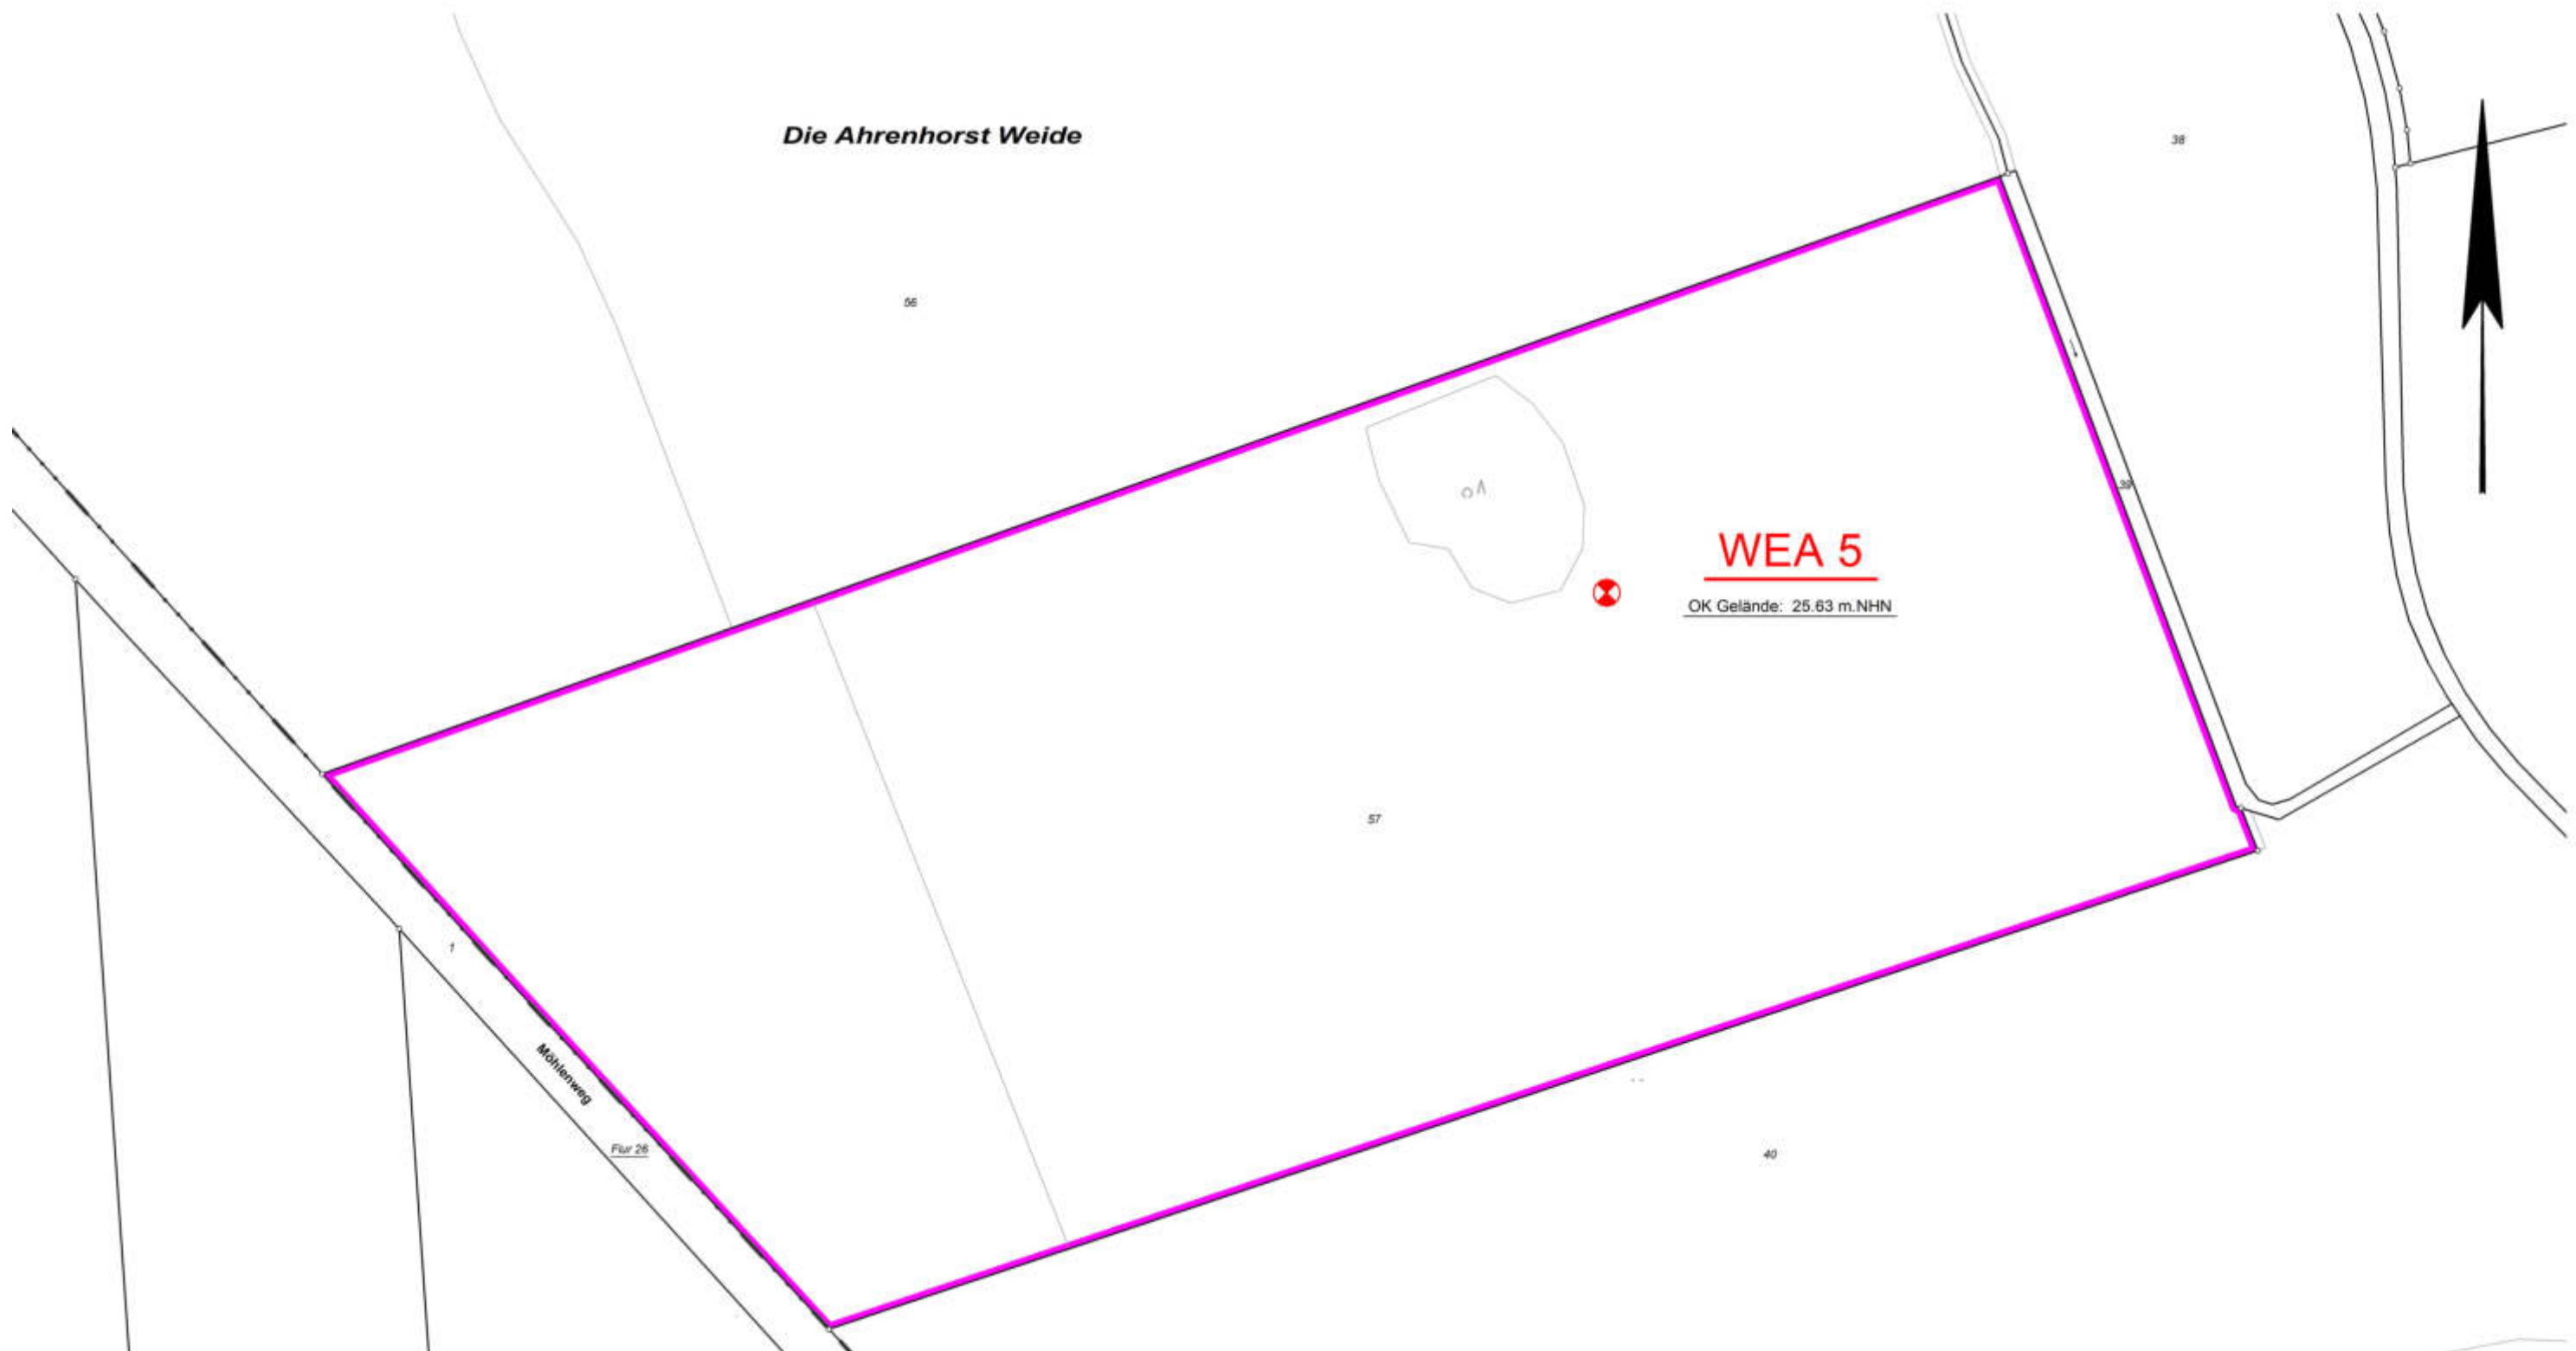 Die Ahrenhorst Weide
38
56
39
WEA 5
OK Gelände: 25.63 m.NHN
57
1
Möhlenweg
Flur 26
40